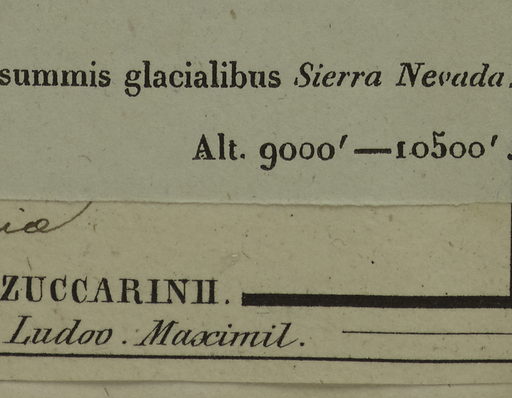 summis glacialibus Sierra Nevada.
Alt. 9000′—10500′.
ZUCCARINII.
Ludov. Maximil.